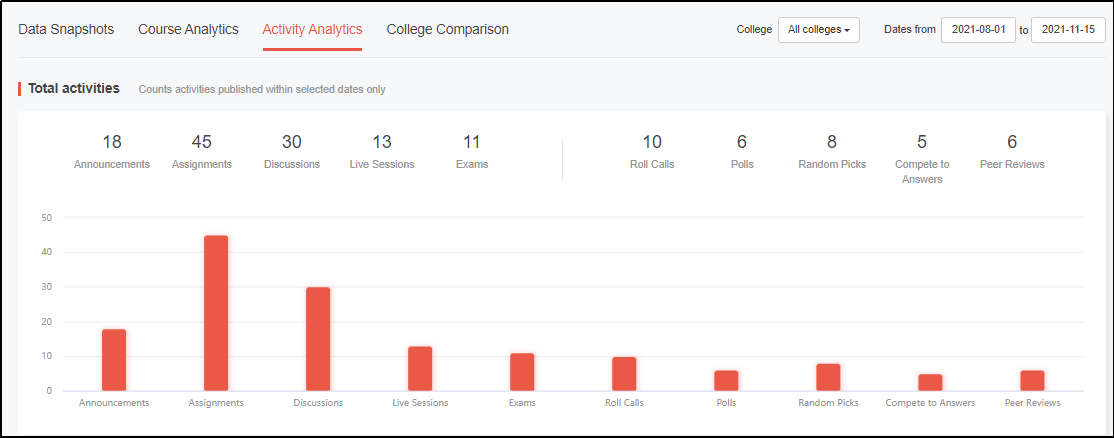 Data Snapshots Course Analytics Activity Analytics College Comparison College All colleges Dates from 2021-08-01 to 2021-11-15
Total activities Counts activities published within selected dates only
18 45 30 13 11 10 6 8 5 6
Announcements Assignments Discussions Live Sessions Exams Roll Calls Polls Random Picks Compete to Peer Reviews
Answers
50
40
30
20
10
0
Announcements Assignments Discussions Live Sessions Exams Roll Calls Polls Random Picks Compete to Answers Peer Reviews